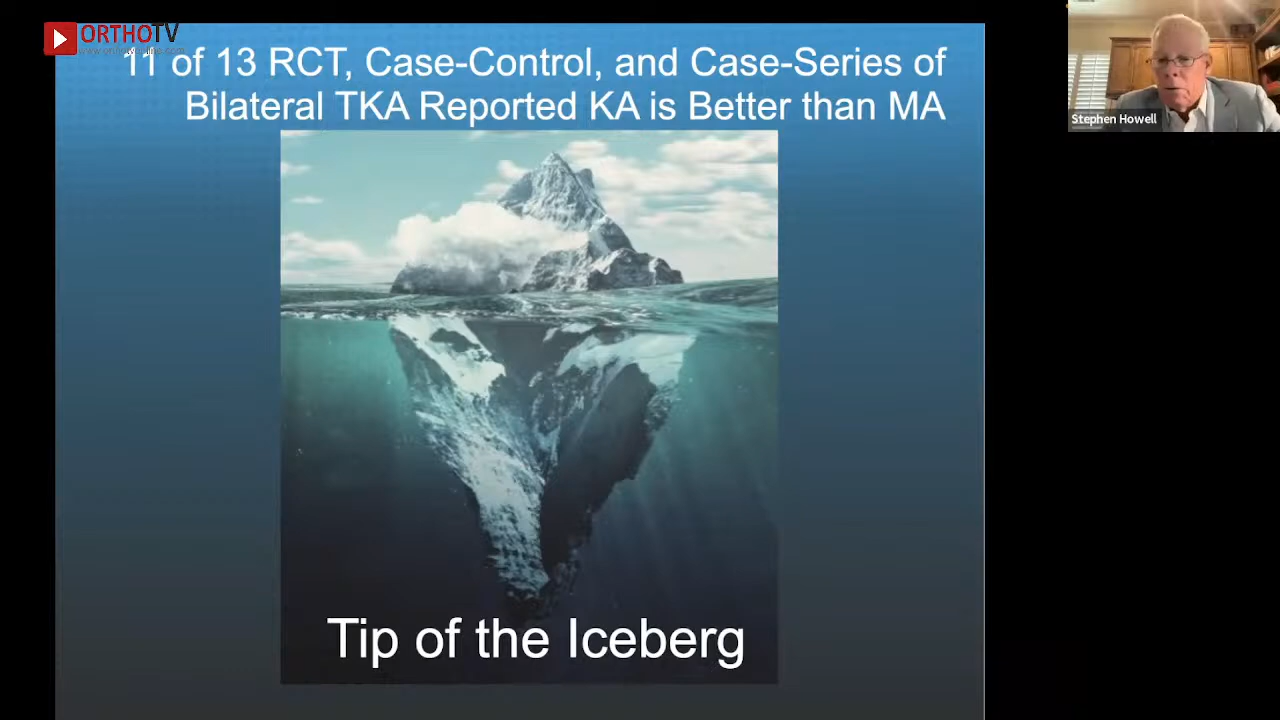 ORTHOTV
11 of 13 RCT, Case-Control, and Case-Series of
Bilateral TKA Reported KA is Better than MA
Tip of the Iceberg
Stephen Howell